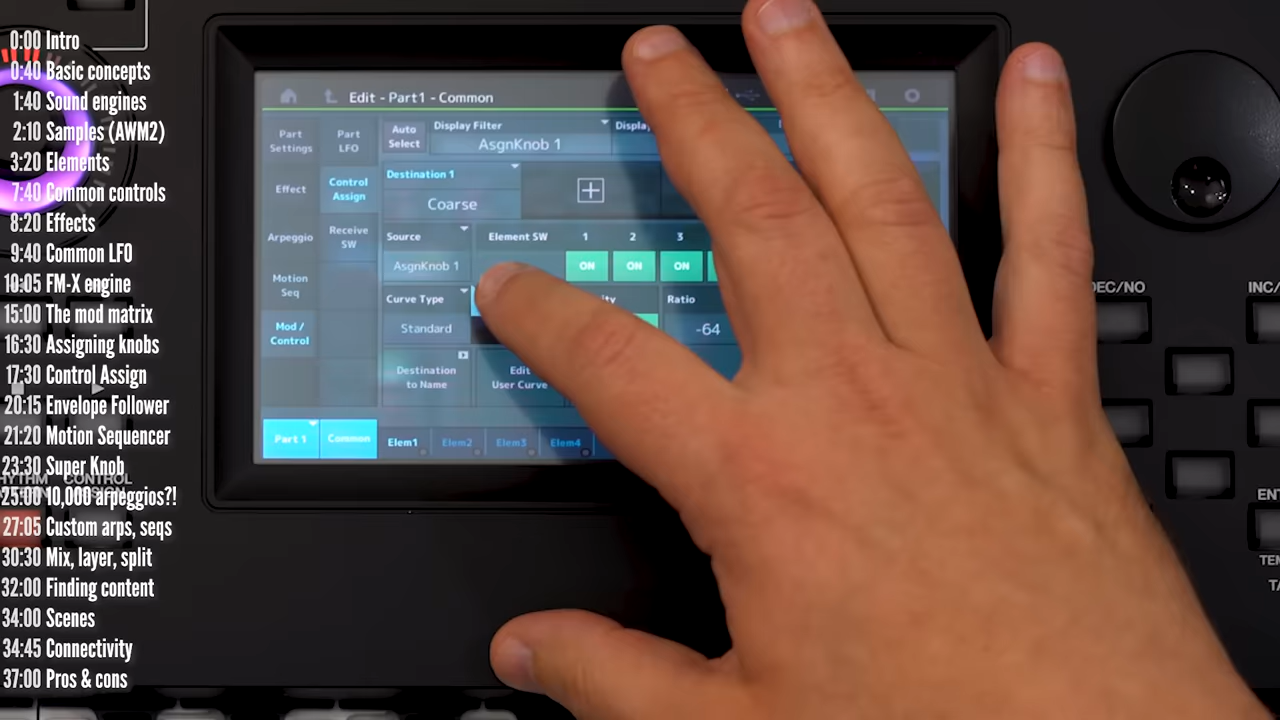 0:00 Intro
0:40 Basic concepts
1:40 Sound engines
2:10 Samples (AWM2)
3:20 Elements
7:40 Common controls
8:20 Effects
9:40 Common LFO
10:05 FM-X engine
15:00 The mod matrix
16:30 Assigning knobs
17:30 Control Assign
20:15 Envelope Follower
21:20 Motion Sequencer
23:30 Super Knob
25:00 10,000 arpeggios?!
27:05 Custom arps, seqs
30:30 Mix, layer, split
32:00 Finding content
34:00 Scenes
34:45 Connectivity
37:00 Pros & cons
Edit - Part1 - Common
Part Settings
Effect
Arpeggio
Motion Seq
Mod / Control
Part LFO
Control Assign
Receive SW
Auto Select
Display Filter
AsgnKnob 1
Destination 1
Coarse
Source
AsgnKnob 1
Element SW 1 2 3
ON ON ON
Curve Type
Standard
Ratio
-64
Destination to Name
Edit User Curve
Part 1 Common Elem1 Elem2 Elem3 Elem4
DEC/NO
INC/
CONTROL